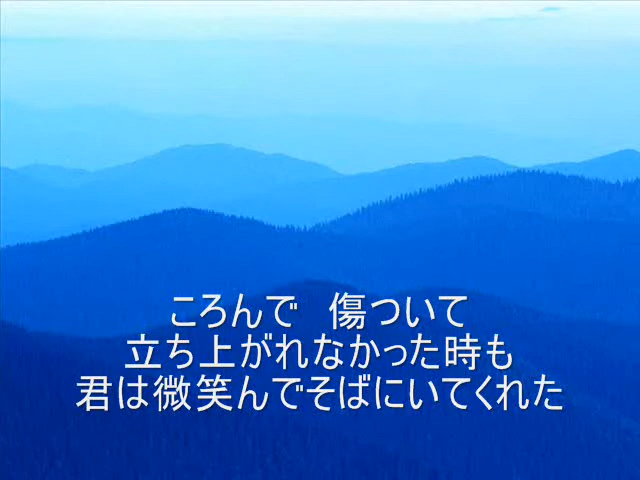 ころんで　傷ついて
立ち上がれなかった時も
君は微笑んでそばにいてくれた